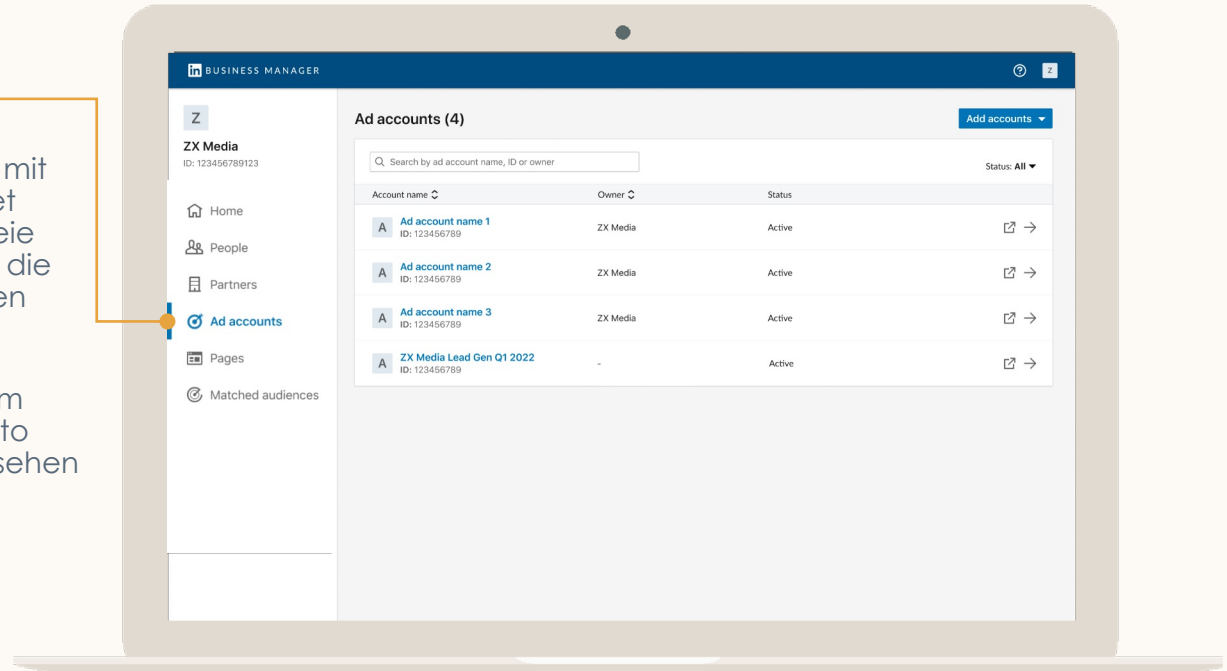 mit
et
eie
die
en
m
to
sehen
in BUSINESS MANAGER
Z
Z
ZX Media
ID: 123456789123
Home
People
Partners
Ad accounts
Pages
Matched audiences
Ad accounts (4)
Add accounts
Search by ad account name, ID or owner
Status: All
Account name Owner Status
A Ad account name 1 ZX Media Active
ID: 123456789
A Ad account name 2 ZX Media Active
ID: 123456789
A Ad account name 3 ZX Media Active
ID: 123456789
A ZX Media Lead Gen Q1 2022 - Active
ID: 123456789